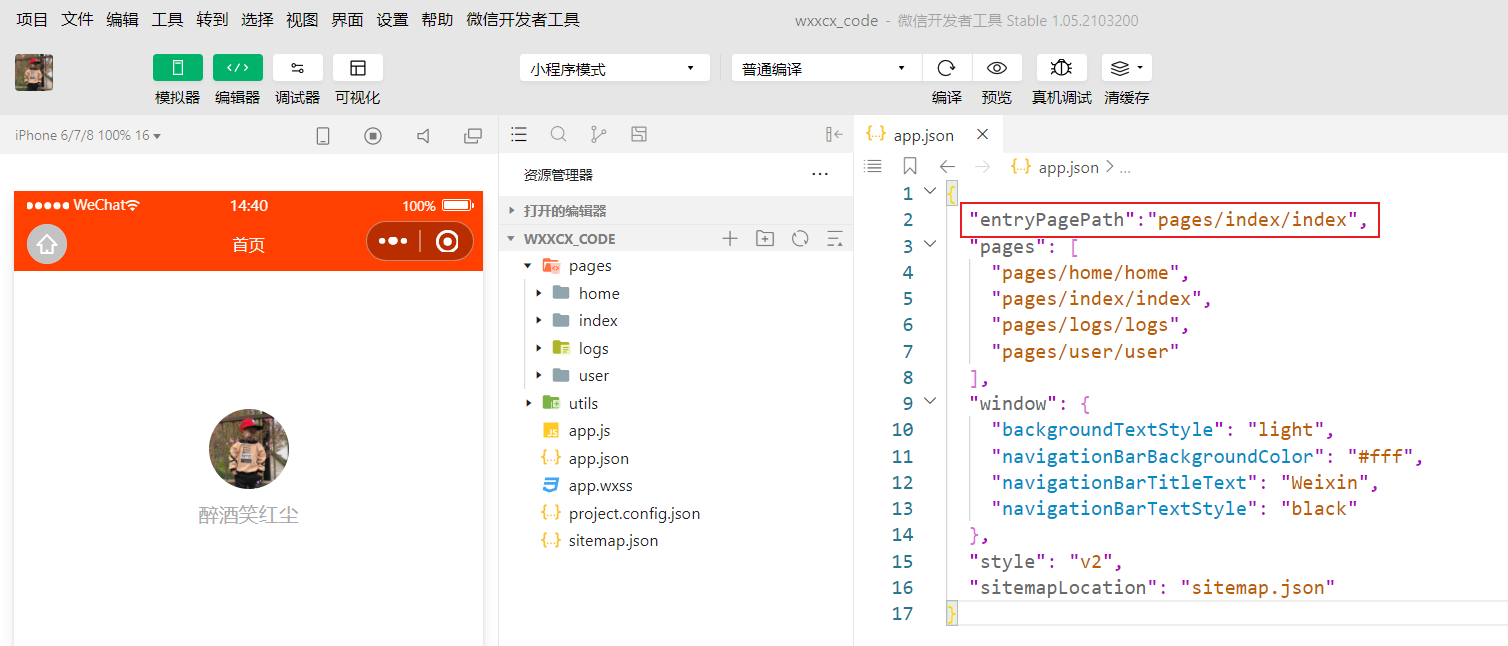 项目 文件 编辑 工具 转到 选择 视图 界面 设置 帮助 微信开发者工具
wxxcx_code - 微信开发者工具 Stable 1.05.2103200
小程序模式
普通编译
模拟器 编辑器 调试器 可视化
编译 预览 真机调试 清缓存
iPhone 6/7/8 100% 16
WeChat
14:40
100%
首页
醉酒笑红尘
资源管理器
打开的编辑器
WXXCX_CODE
pages
home
index
logs
user
utils
app.js
app.json
app.wxss
project.config.json
sitemap.json
app.json
app.json > ...
1 {
2 "entryPagePath":"pages/index/index",
3 "pages": [
4 "pages/home/home",
5 "pages/index/index",
6 "pages/logs/logs",
7 "pages/user/user"
8 ],
9 "window": {
10 "backgroundTextStyle": "light",
11 "navigationBarBackgroundColor": "#fff",
12 "navigationBarTitleText": "Weixin",
13 "navigationBarTextStyle": "black"
14 },
15 "style": "v2",
16 "sitemapLocation": "sitemap.json"
17 }